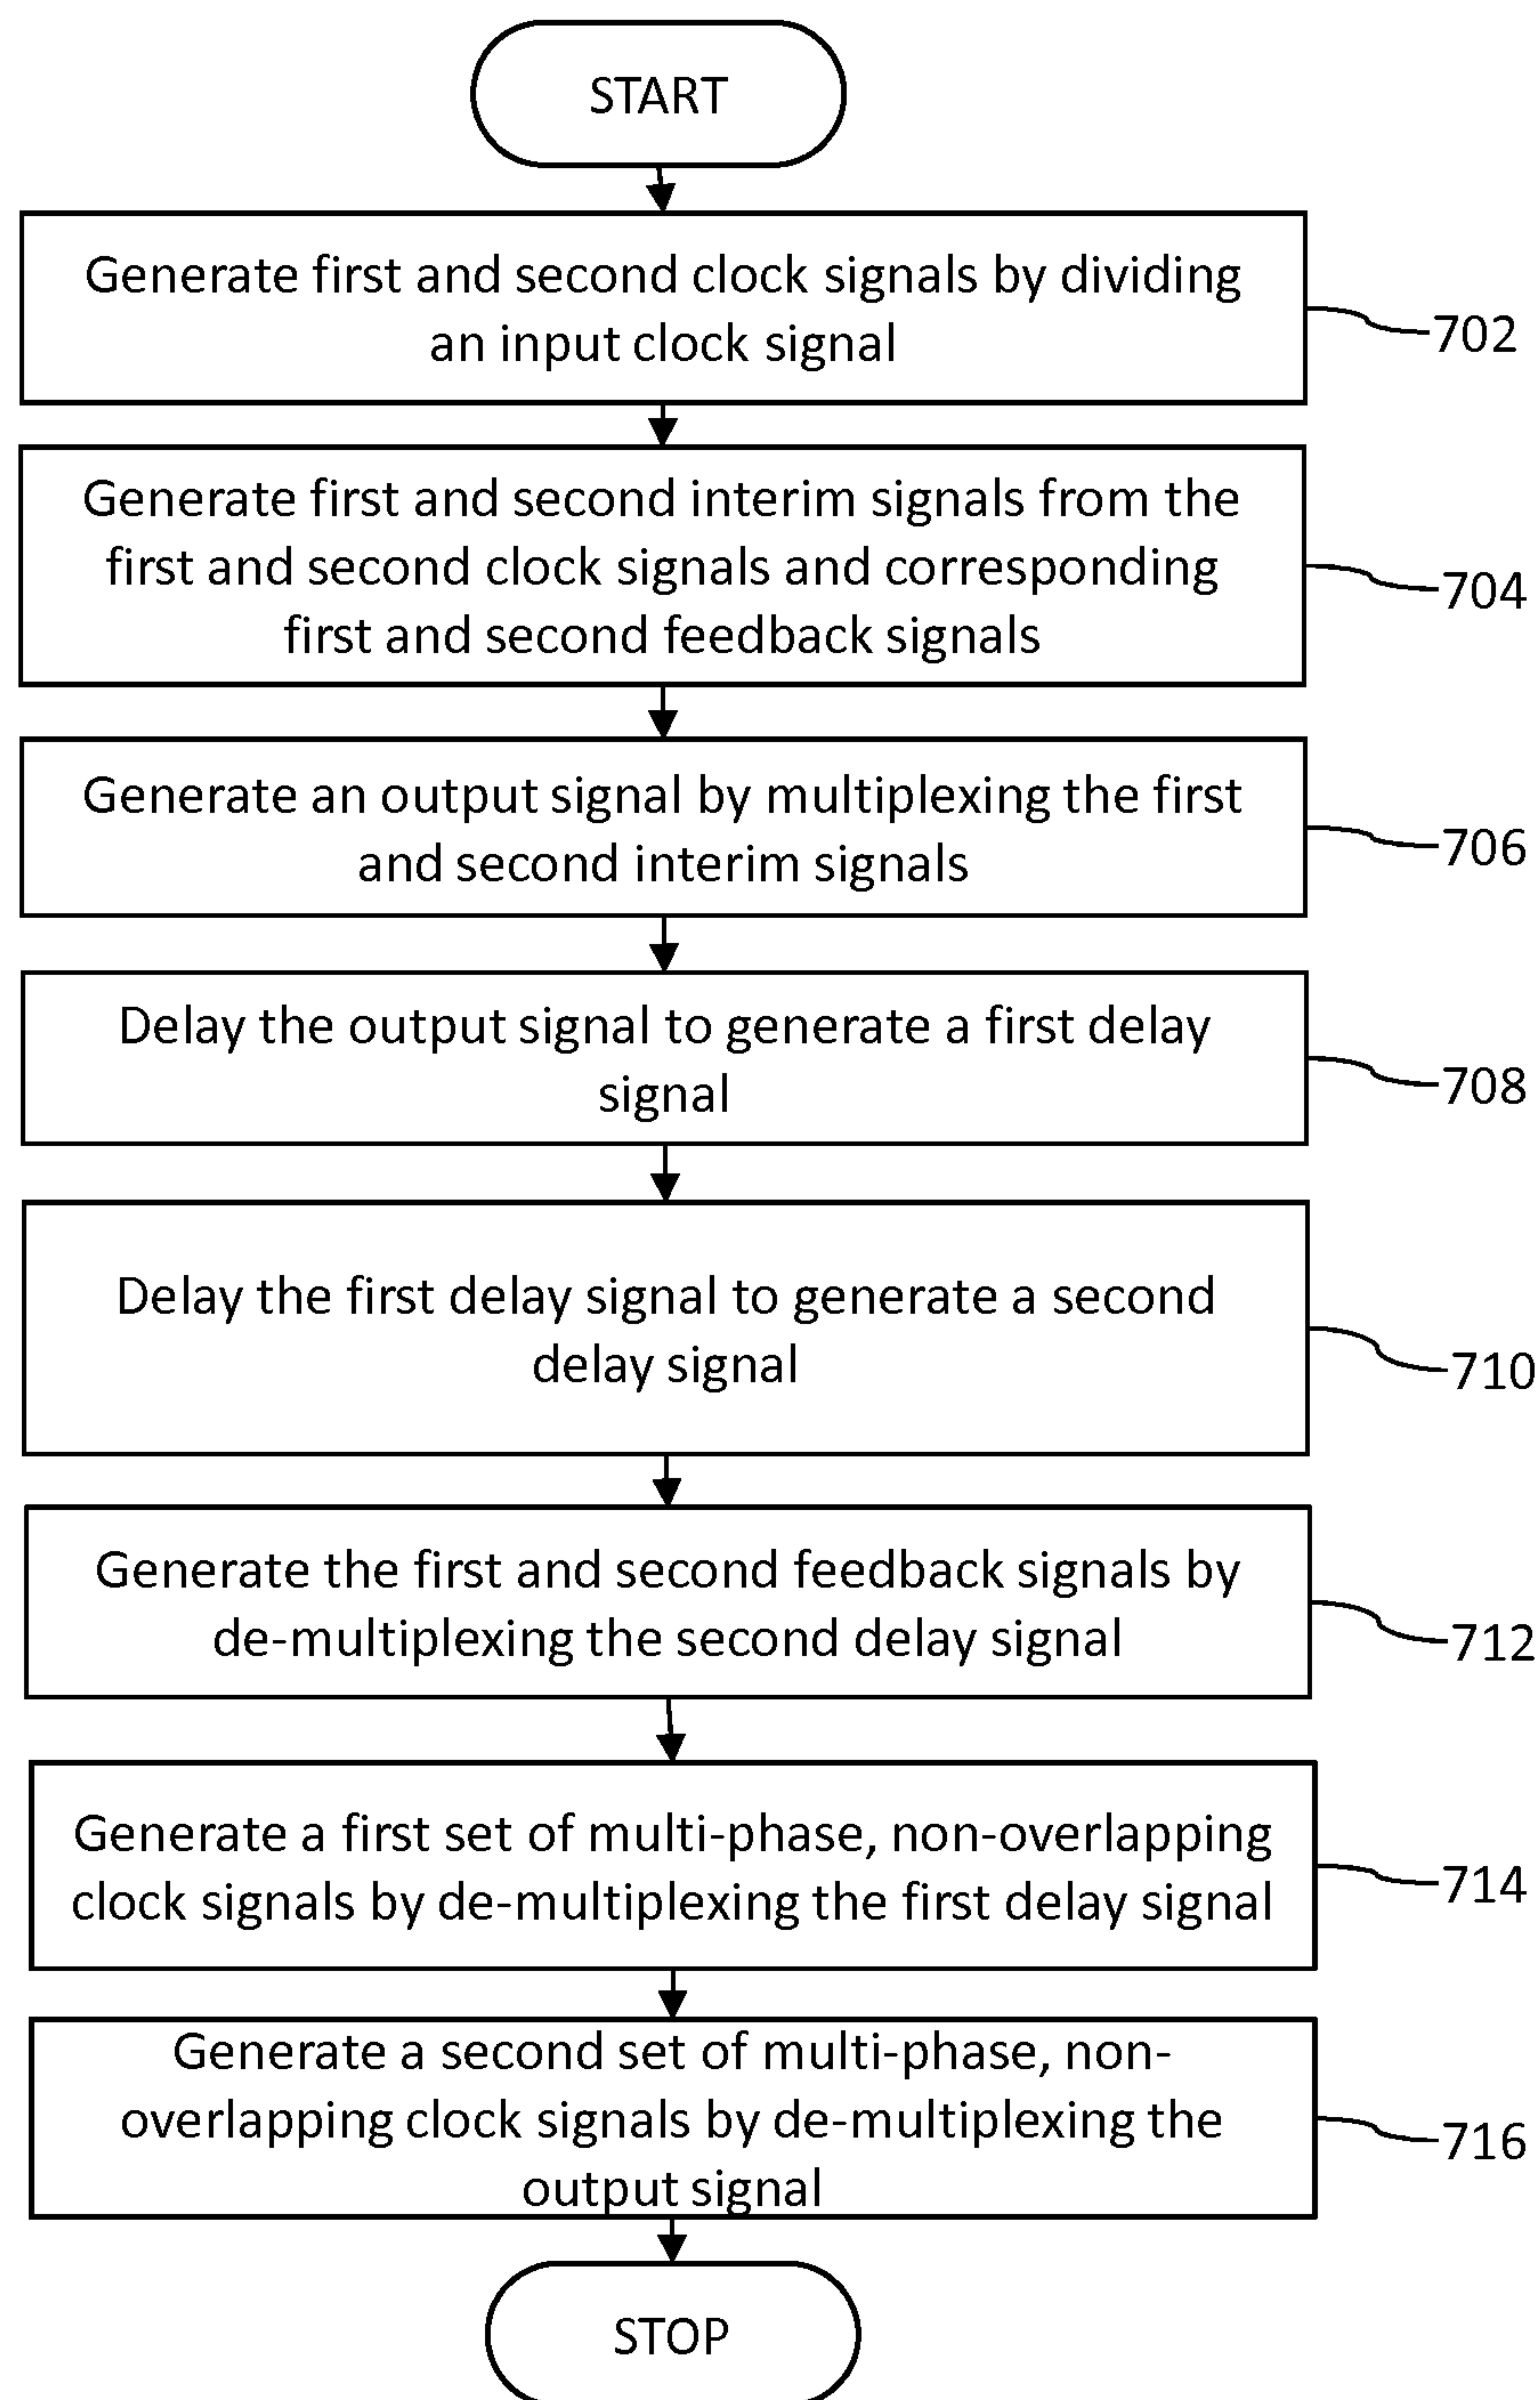 START
Generate first and second clock signals by dividing
an input clock signal
702
Generate first and second interim signals from the
first and second clock signals and corresponding
first and second feedback signals
704
Generate an output signal by multiplexing the first
and second interim signals
706
Delay the output signal to generate a first delay
signal
708
Delay the first delay signal to generate a second
delay signal
710
Generate the first and second feedback signals by
de-multiplexing the second delay signal
712
Generate a first set of multi-phase, non-overlapping
clock signals by de-multiplexing the first delay signal
714
Generate a second set of multi-phase, non-
overlapping clock signals by de-multiplexing the
output signal
716
STOP